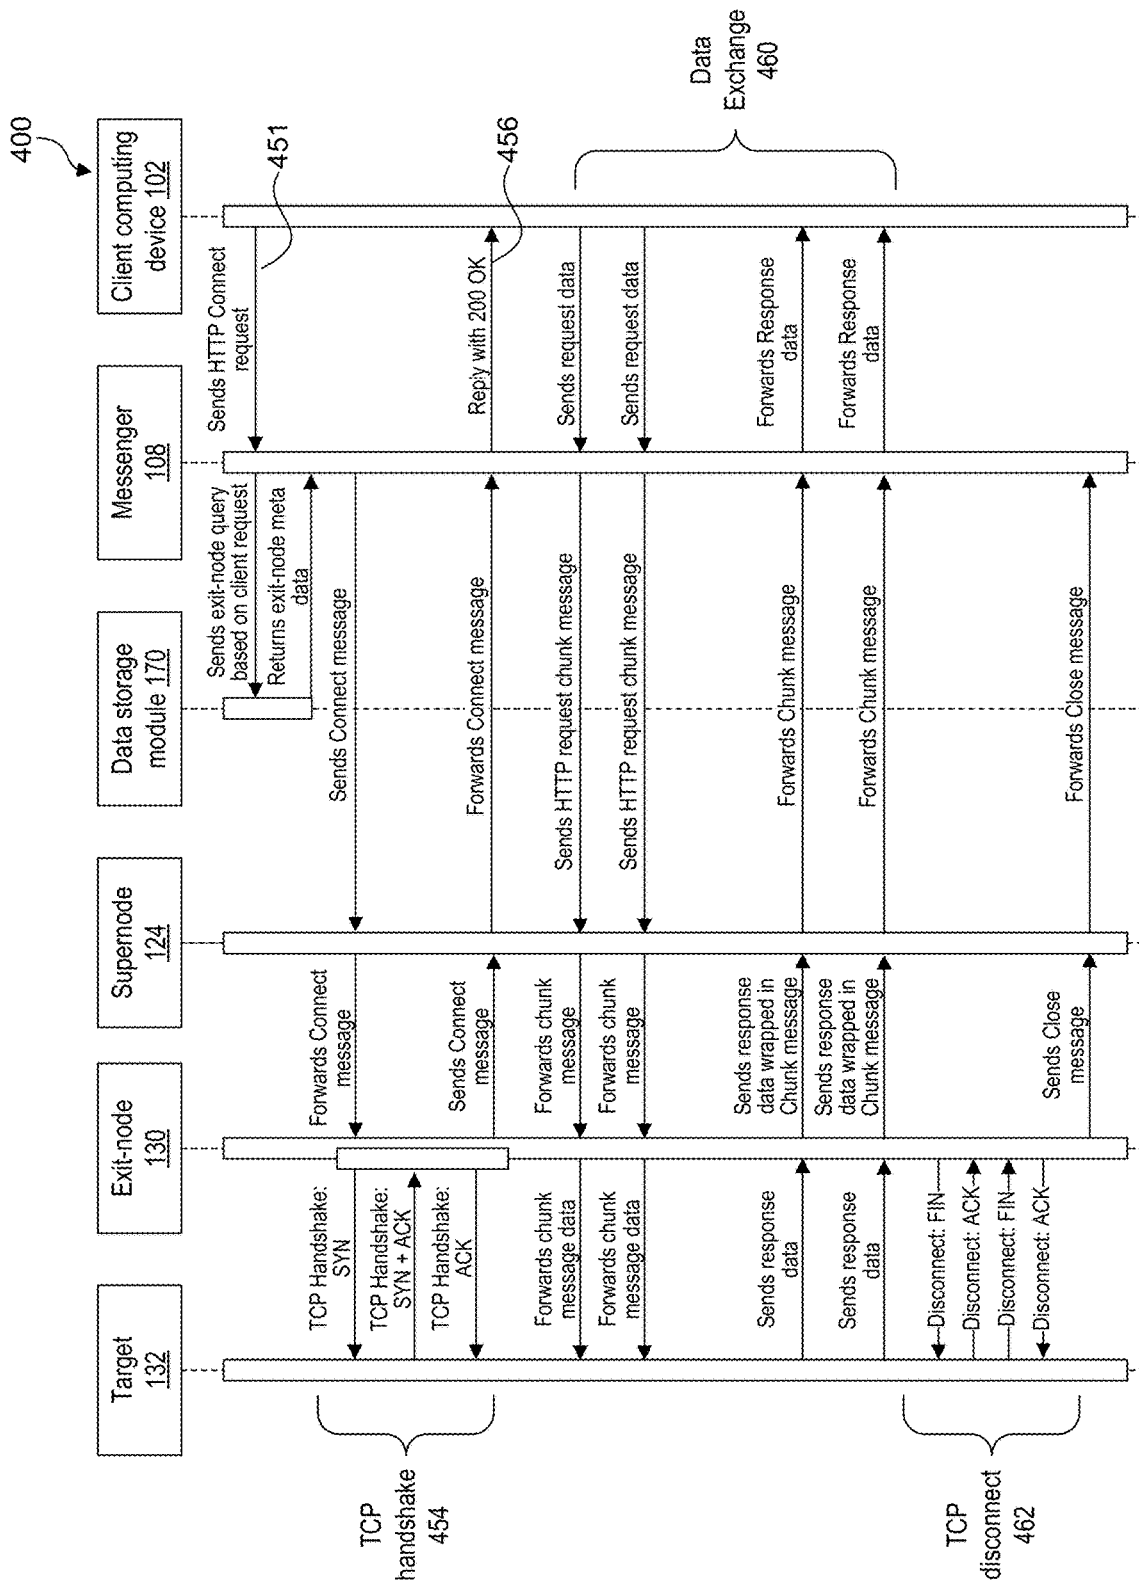 400
Client computing
device 102
Messenger
108
Data storage
module 170
Supernode
124
Exit-node
130
Target
132
451
Sends HTTP Connect
request
Sends exit-node query
based on client request
Returns exit-node meta
data
Sends Connect message
Forwards Connect
message
TCP Handshake:
SYN
TCP Handshake:
SYN + ACK
TCP Handshake:
ACK
TCP
handshake
454
Sends Connect
message
Forwards Connect message
Reply with 200 OK
456
Sends request data
Sends HTTP request chunk message
Forwards chunk
message
Forwards chunk
message data
Sends request data
Sends HTTP request chunk message
Forwards chunk
message
Forwards chunk
message data
Data
Exchange
460
Sends response
data
Sends response
data wrapped in
Chunk message
Forwards Chunk message
Forwards Response
data
Sends response
data
Sends response
data wrapped in
Chunk message
Forwards Chunk message
Forwards Response
data
Disconnect: FIN
Disconnect: ACK
Disconnect: FIN
Disconnect: ACK
TCP
disconnect
462
Sends Close
message
Forwards Close message